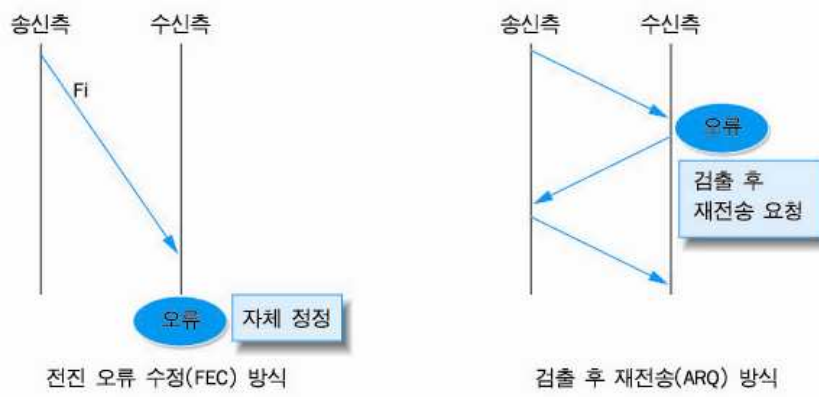 송신측
수신측
Fi
오류
자체 정정
전진 오류 수정(FEC) 방식
송신측
수신측
오류
검출 후
재전송 요청
검출 후 재전송(ARQ) 방식